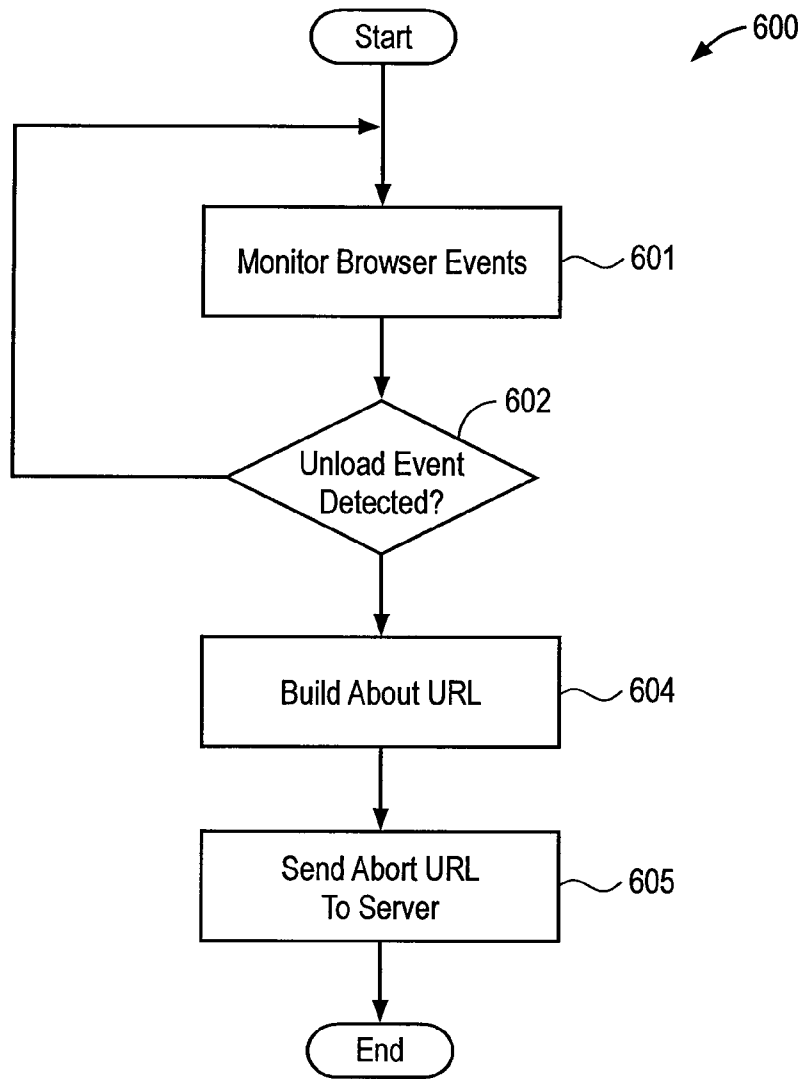 Start
600
Monitor Browser Events
601
602
Unload Event
Detected?
Build About URL
604
Send Abort URL
To Server
605
End